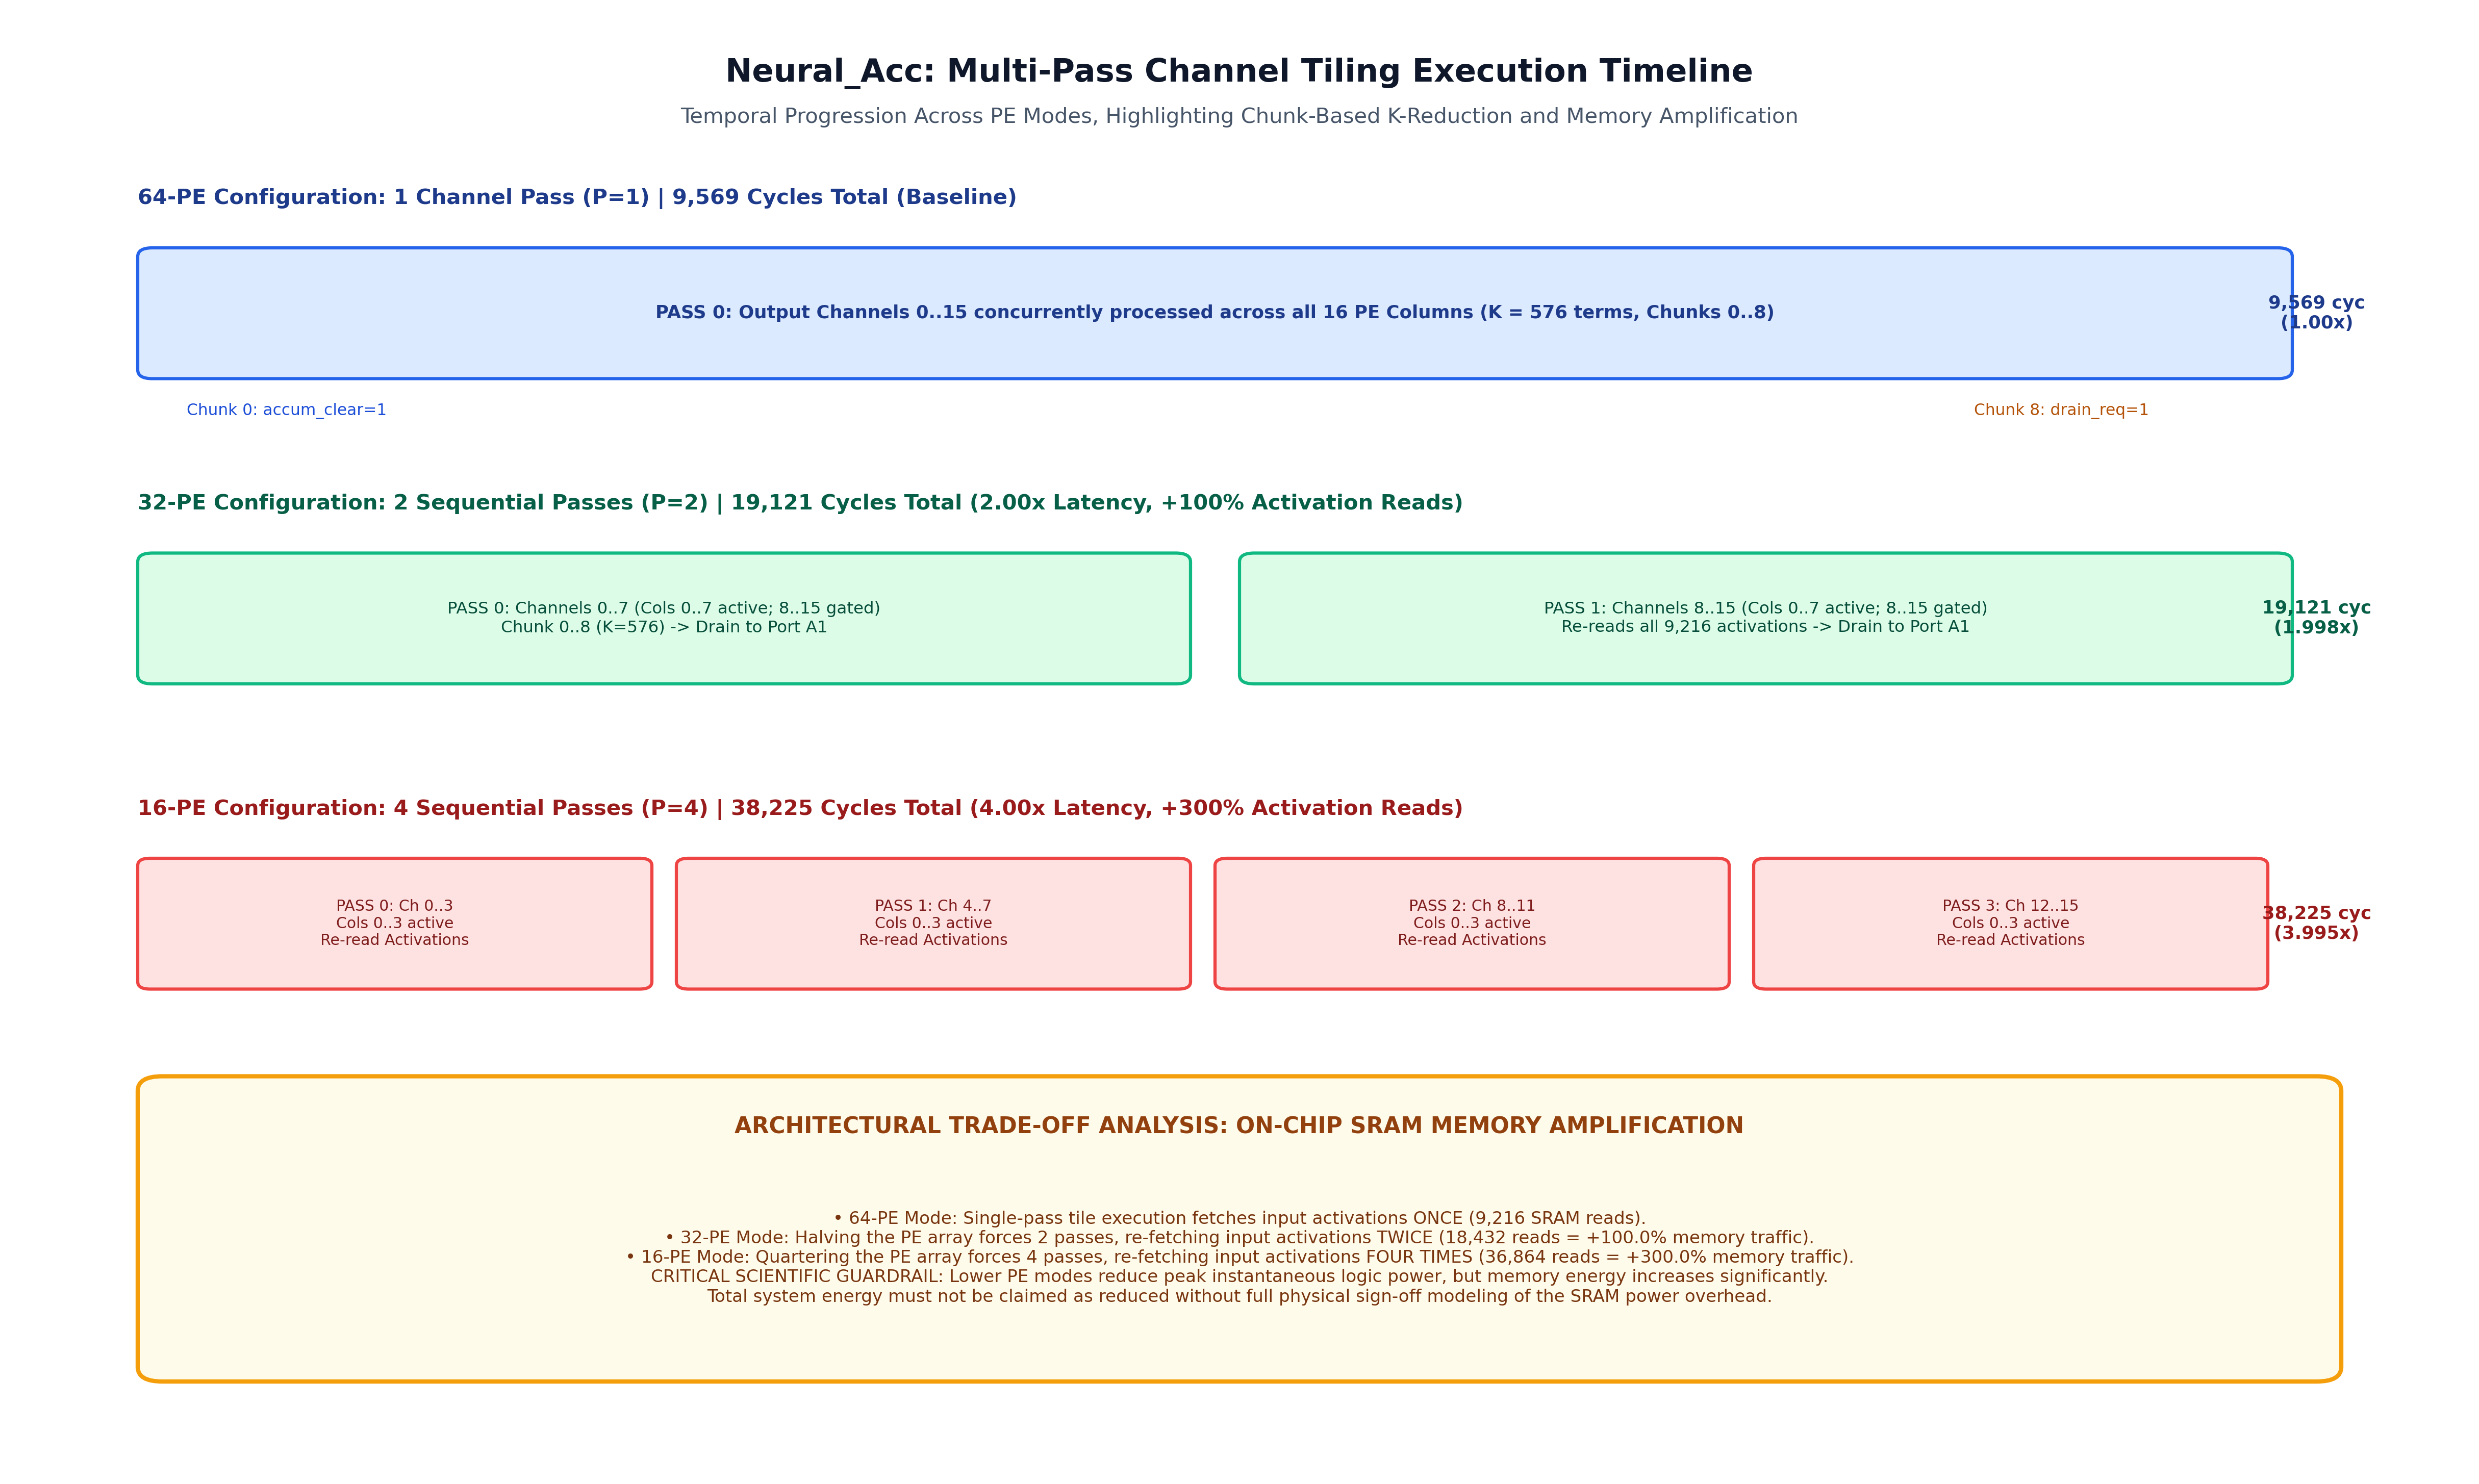 Neural_Acc: Multi-Pass Channel Tiling Execution Timeline
Temporal Progression Across PE Modes, Highlighting Chunk-Based K-Reduction and Memory Amplification
64-PE Configuration: 1 Channel Pass (P=1) | 9,569 Cycles Total (Baseline)
PASS 0: Output Channels 0..15 concurrently processed across all 16 PE Columns (K = 576 terms, Chunks 0..8)
9,569 cyc
(1.00x)
Chunk 0: accum_clear=1
Chunk 8: drain_req=1
32-PE Configuration: 2 Sequential Passes (P=2) | 19,121 Cycles Total (2.00x Latency, +100% Activation Reads)
PASS 0: Channels 0..7 (Cols 0..7 active; 8..15 gated)
Chunk 0..8 (K=576) -> Drain to Port A1
PASS 1: Channels 8..15 (Cols 0..7 active; 8..15 gated)
Re-reads all 9,216 activations -> Drain to Port A1
19,121 cyc
(1.998x)
16-PE Configuration: 4 Sequential Passes (P=4) | 38,225 Cycles Total (4.00x Latency, +300% Activation Reads)
PASS 0: Ch 0..3
Cols 0..3 active
Re-read Activations
PASS 1: Ch 4..7
Cols 0..3 active
Re-read Activations
PASS 2: Ch 8..11
Cols 0..3 active
Re-read Activations
PASS 3: Ch 12..15
Cols 0..3 active
Re-read Activations
38,225 cyc
(3.995x)
ARCHITECTURAL TRADE-OFF ANALYSIS: ON-CHIP SRAM MEMORY AMPLIFICATION
• 64-PE Mode: Single-pass tile execution fetches input activations ONCE (9,216 SRAM reads).
• 32-PE Mode: Halving the PE array forces 2 passes, re-fetching input activations TWICE (18,432 reads = +100.0% memory traffic).
• 16-PE Mode: Quartering the PE array forces 4 passes, re-fetching input activations FOUR TIMES (36,864 reads = +300.0% memory traffic).
CRITICAL SCIENTIFIC GUARDRAIL: Lower PE modes reduce peak instantaneous logic power, but memory energy increases significantly.
Total system energy must not be claimed as reduced without full physical sign-off modeling of the SRAM power overhead.